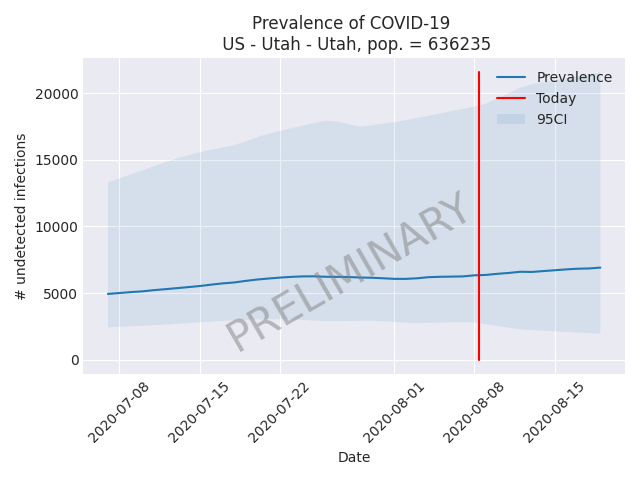 Prevalence of COVID-19
US - Utah - Utah, pop. = 636235
Prevalence
Today
95CI
# undetected infections
20000
15000
10000
5000
0
PRELIMINARY
2020-07-08
2020-07-15
2020-07-22
2020-08-01
2020-08-08
2020-08-15
Date